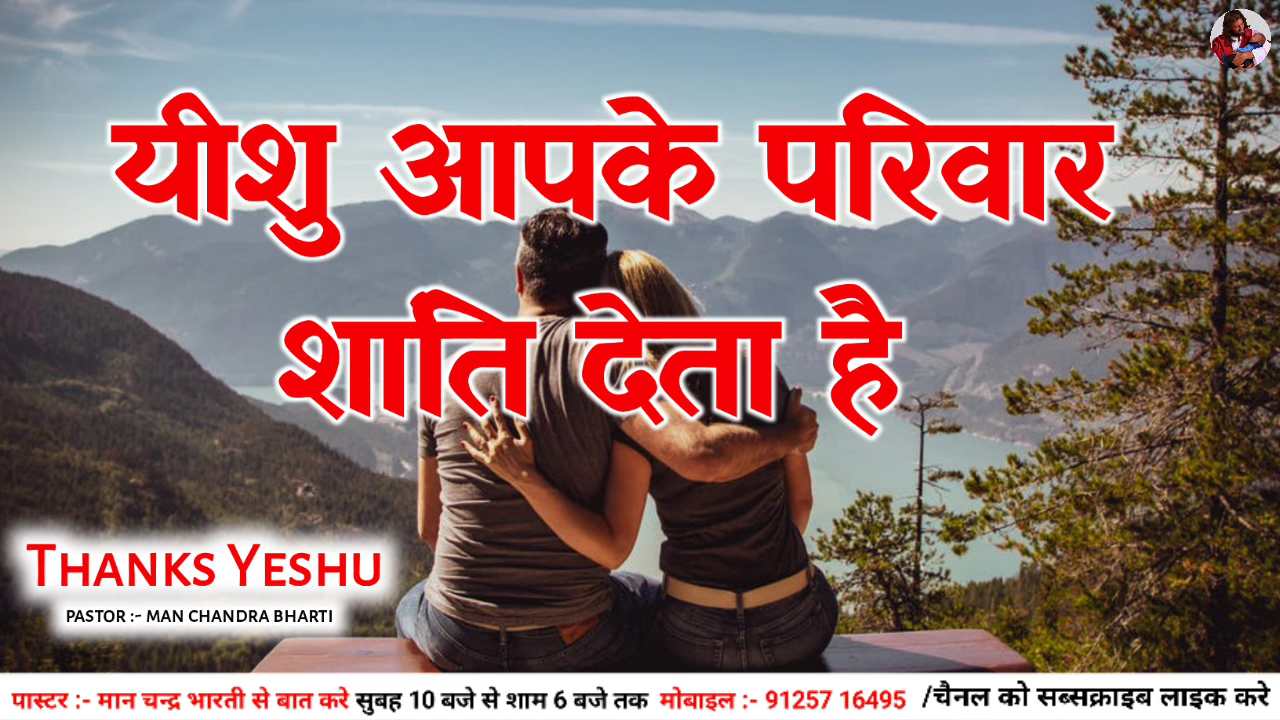 यीशु आपके परिवार
शांति देता है
THANKS YESHU
PASTOR :- MAN CHANDRA BHARTI
पास्टर :- मान चन्द्र भारती से बात करे सुबह 10 बजे से शाम 6 बजे तक मोबाइल :- 91257 16495 /चैनल को सब्सक्राइब लाइक करे